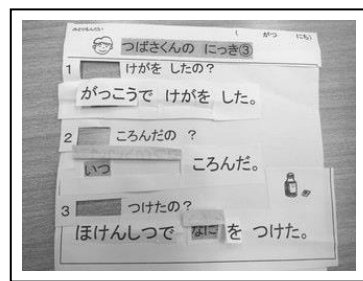 つばさくんの にっき③
1 けがを したの？
がっこうで けがを した。
2 ころんだの ？
いつ ころんだ。
3 つけたの？
ほけんしつで なに を つけた。